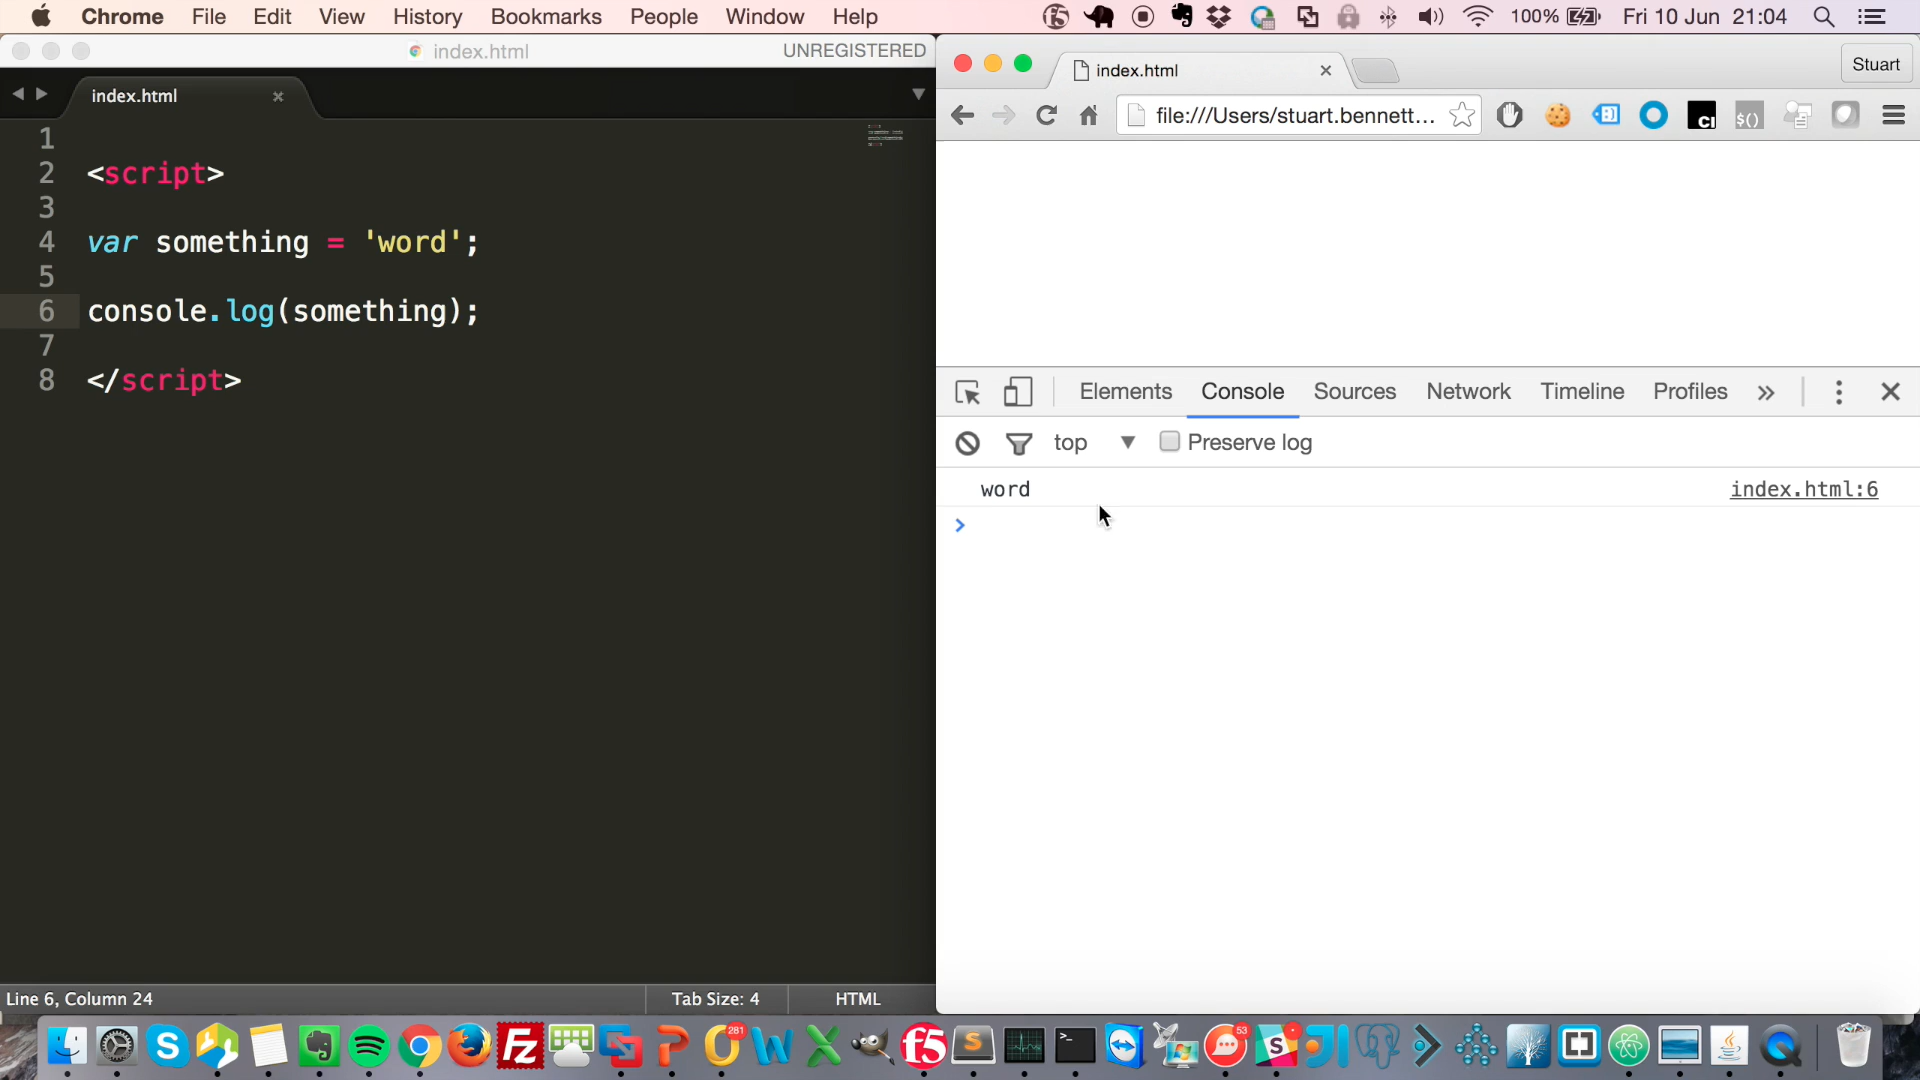 Chrome File Edit View History Bookmarks People Window Help 100% Fri 10 Jun 21:04
index.html UNREGISTERED
index.html
1
2 <script>
3
4 var something = 'word';
5
6 console.log(something);
7
8 </script>
Line 6, Column 24 Tab Size: 4 HTML
index.html Stuart
file:///Users/stuart.bennett...
Elements Console Sources Network Timeline Profiles »
top Preserve log
word index.html:6
>
281 53